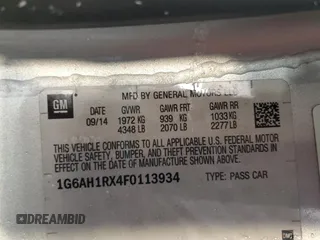 GM
MFD BY GENERAL MOTORS LLC
DATE GVWR GAWR FRT GAWR RR
09/14 1972 KG 939 KG 1033 KG
4348 LB 2070 LB 2277 LB
THIS VEHICLE CONFORMS TO ALL APPLICABLE U.S. FEDERAL MOTOR
VEHICLE SAFETY, BUMPER, AND THEFT PREVENTION STANDARDS IN
EFFECT ON THE DATE OF MANUFACTURE SHOWN ABOVE.
1G6AH1RX4F0113934 TYPE: PASS CAR
DREAMBID